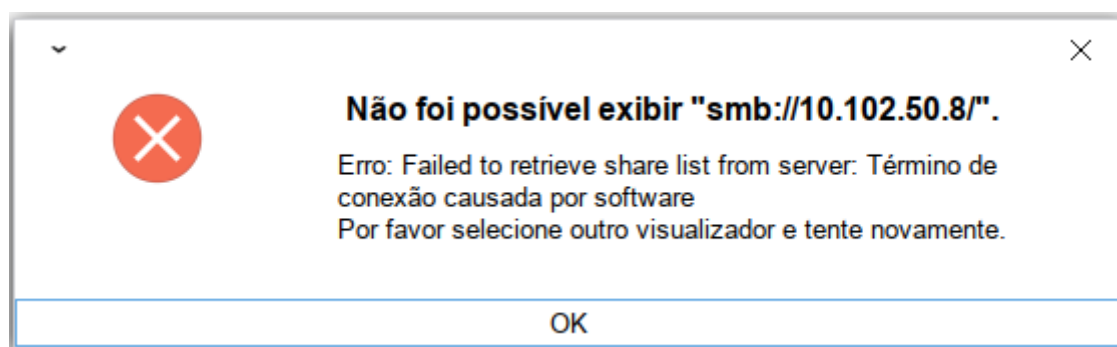 Não foi possível exibir "smb://10.102.50.8/".
Erro: Failed to retrieve share list from server: Término de
conexão causada por software
Por favor selecione outro visualizador e tente novamente.
OK